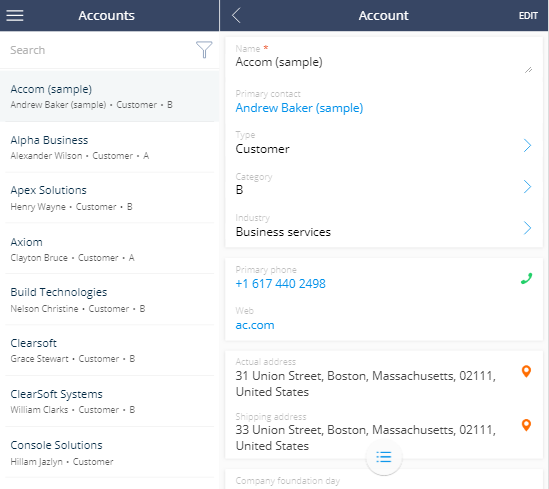 Accounts
Search
Accom (sample)
Andrew Baker (sample) • Customer • B
Alpha Business
Alexander Wilson • Customer • A
Apex Solutions
Henry Wayne • Customer • B
Axiom
Clayton Bruce • Customer • A
Build Technologies
Nelson Christine • Customer • B
Clearsoft
Grace Stewart • Customer • B
ClearSoft Systems
William Clarks • Customer • B
Console Solutions
Hillam Jazlyn • Customer
Account
EDIT
Name *
Accom (sample)
Primary contact
Andrew Baker (sample)
Type
Customer
Category
B
Industry
Business services
Primary phone
+1 617 440 2498
Web
ac.com
Actual address
31 Union Street, Boston, Massachusetts, 02111,
United States
Shipping address
33 Union Street, Boston, Massachusetts, 02111,
United States
Company foundation day